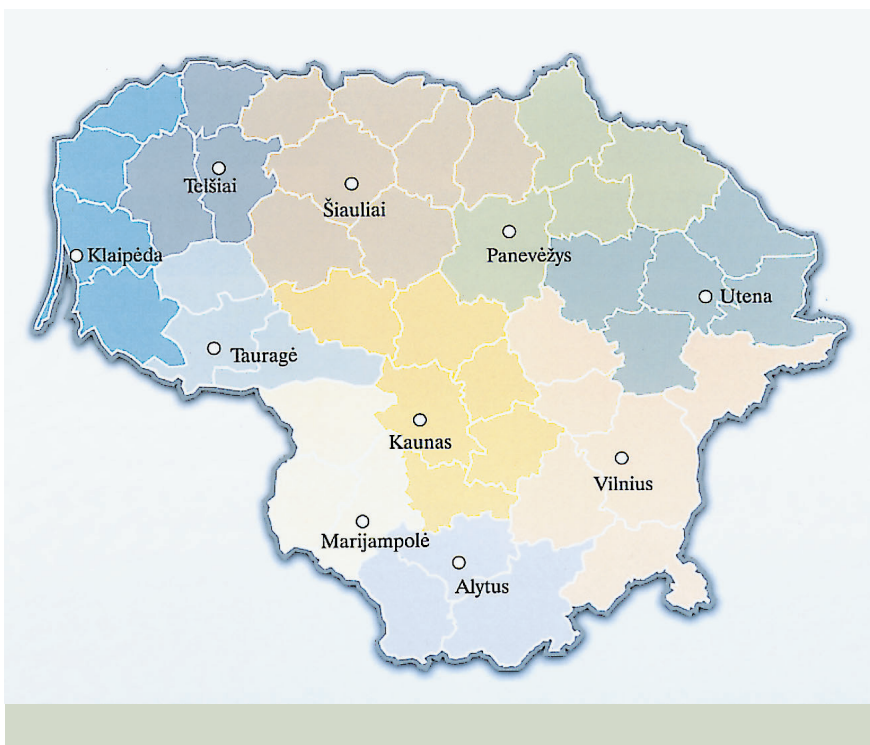 Telšiai
Šiauliai
Klaipėda
Panevėžys
Utena
Tauragė
Kaunas
Vilnius
Marijampolė
Alytus